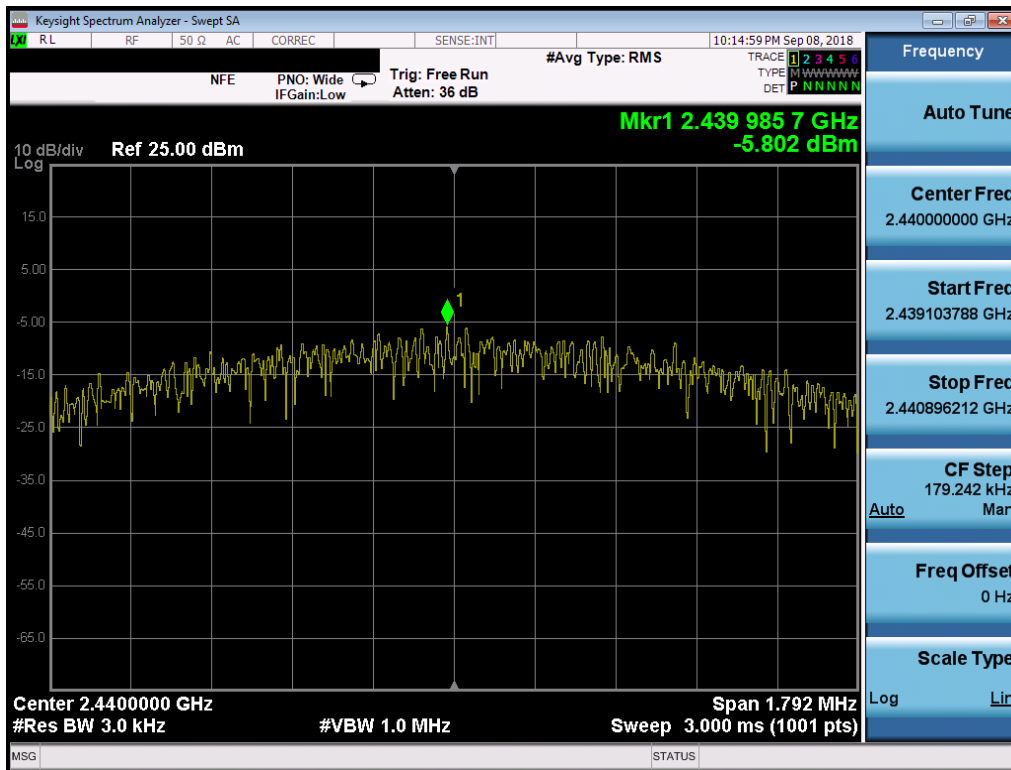 Keysight Spectrum Analyzer - Swept SA
LXI RL RF 50 Ω AC CORREC SENSE:INT 10:14:59 PM Sep 08, 2018
NFE PNO: Wide Trig: Free Run #Avg Type: RMS TRACE 1 2 3 4 5 6
IFGain:Low Atten: 36 dB TYPE M W W W W W
DET P N N N N N
Mkr1 2.439 985 7 GHz
-5.802 dBm
10 dB/div Ref 25.00 dBm
Log
15.0
5.00
1
-5.00
-15.0
-25.0
-35.0
-45.0
-55.0
-65.0
Center 2.4400000 GHz Span 1.792 MHz
#Res BW 3.0 kHz #VBW 1.0 MHz Sweep 3.000 ms (1001 pts)
MSG STATUS
Frequency
Auto Tune
Center Freq
2.440000000 GHz
Start Freq
2.439103788 GHz
Stop Freq
2.440896212 GHz
CF Step
179.242 kHz
Auto Man
Freq Offset
0 Hz
Scale Type
Log Lin